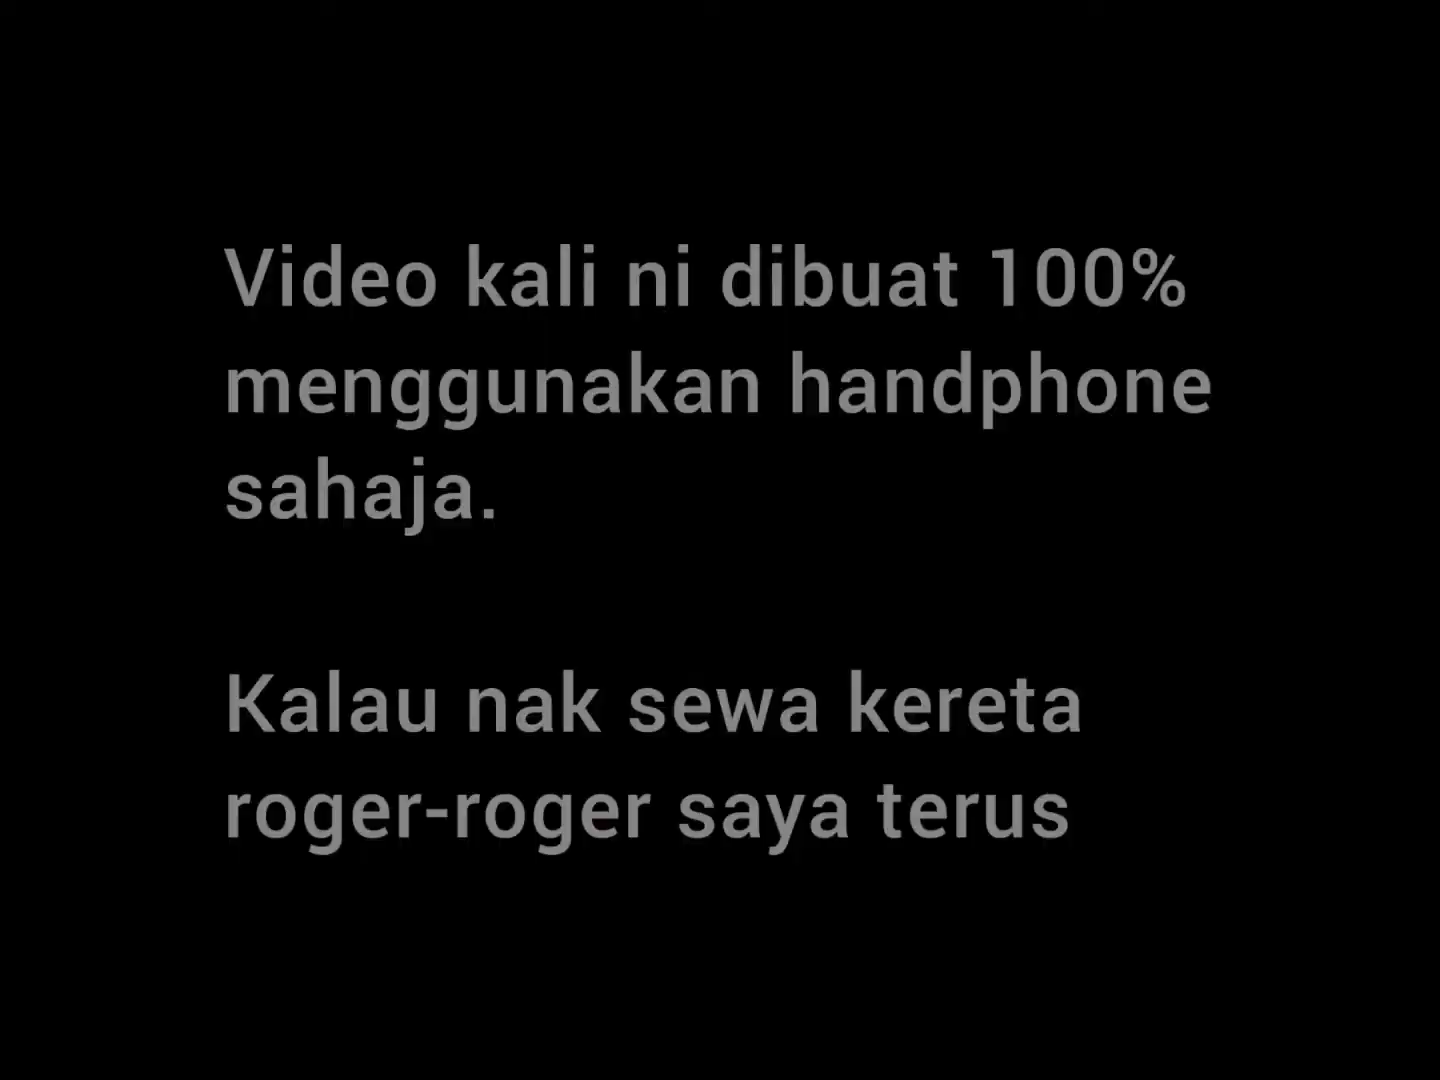 Video kali ni dibuat 100%
menggunakan handphone
sahaja.
Kalau nak sewa kereta
roger-roger saya terus